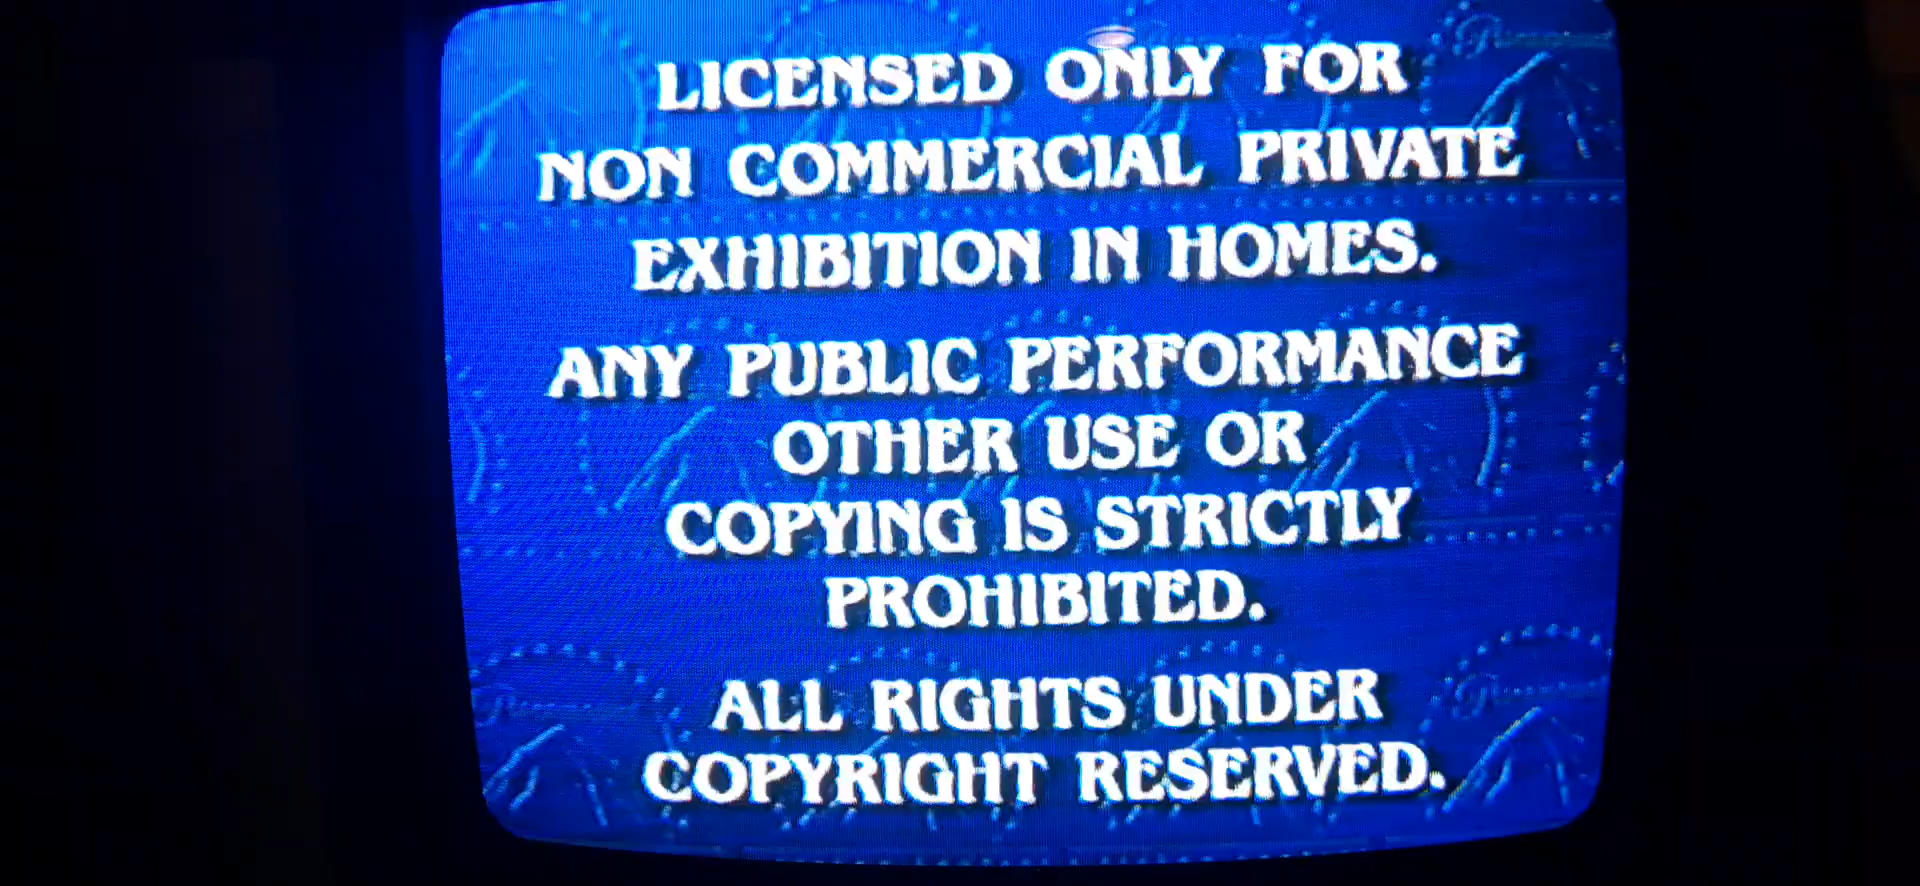 LICENSED ONLY FOR
NON COMMERCIAL PRIVATE
EXHIBITION IN HOMES.
ANY PUBLIC PERFORMANCE
OTHER USE OR
COPYING IS STRICTLY
PROHIBITED.
ALL RIGHTS UNDER
COPYRIGHT RESERVED.